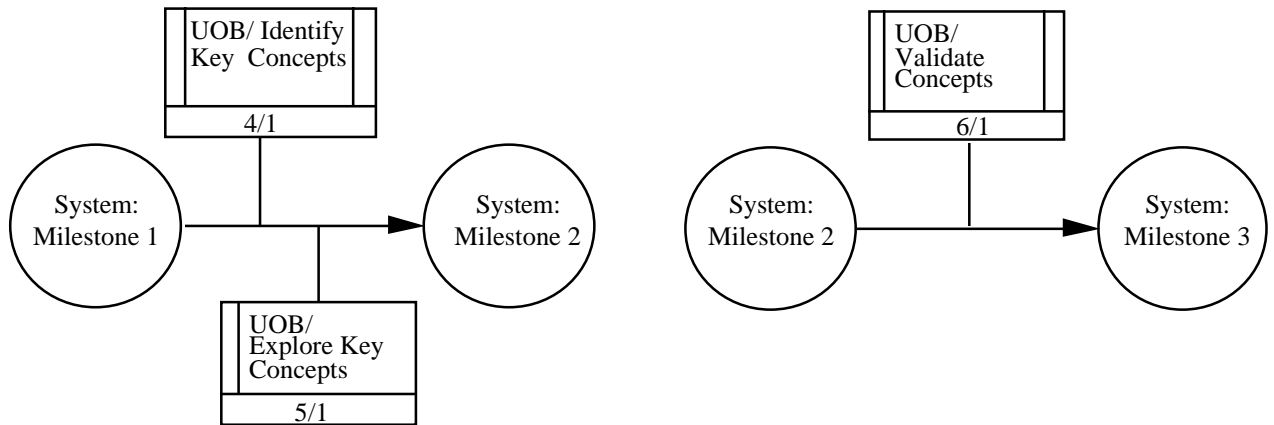 UOB/ Identify
Key Concepts
4/1
System:
Milestone 1
System:
Milestone 2
UOB/
Explore Key
Concepts
5/1
UOB/
Validate
Concepts
6/1
System:
Milestone 2
System:
Milestone 3